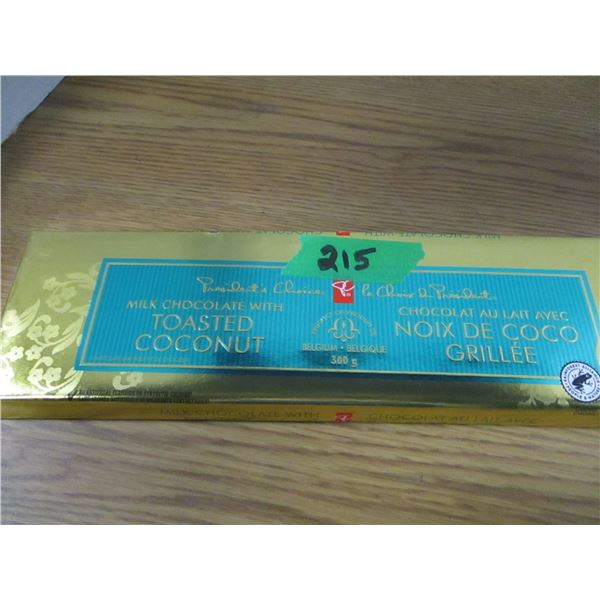 215
President's Choice
le Choix du Président
MILK CHOCOLATE WITH
TOASTED
COCONUT
BELGIUM • BELGIQUE
300 g
CHOCOLAT AU LAIT AVEC
NOIX DE COCO
GRILLÉE
MILK CHOCOLATE WITH
CHOCOLAT AU LAIT AVEC